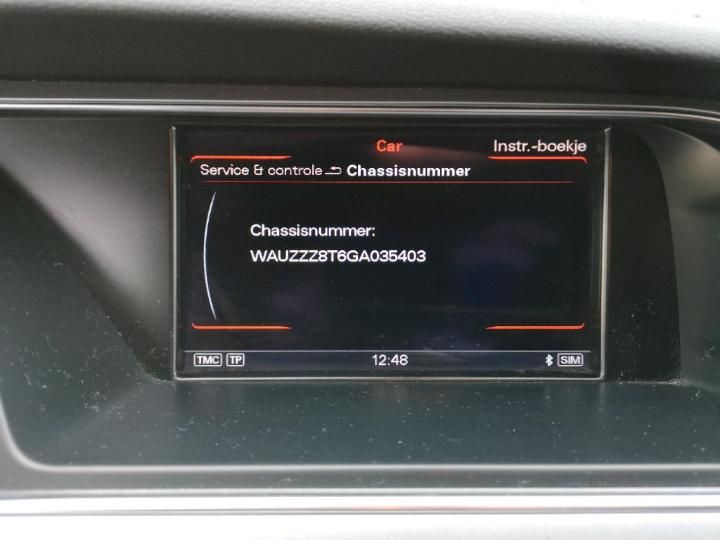 Car Instr.-boekje
Service & controle Chassisnummer
Chassisnummer:
WAUZZZ8T6GA035403
TMC TP 12:48 SIM